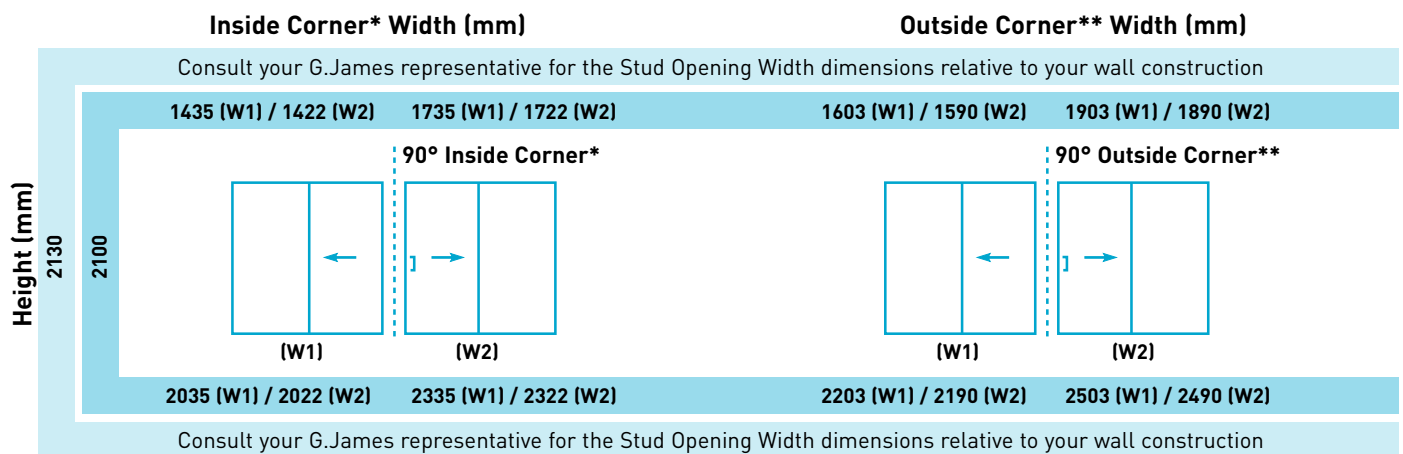 Inside Corner* Width (mm)
Outside Corner** Width (mm)
Consult your G.James representative for the Stud Opening Width dimensions relative to your wall construction
1435 (W1) / 1422 (W2)
1735 (W1) / 1722 (W2)
1603 (W1) / 1590 (W2)
1903 (W1) / 1890 (W2)
Height (mm)
2130
2100
90° Inside Corner*
90° Outside Corner**
(W1)
(W2)
(W1)
(W2)
2035 (W1) / 2022 (W2)
2335 (W1) / 2322 (W2)
2203 (W1) / 2190 (W2)
2503 (W1) / 2490 (W2)
Consult your G.James representative for the Stud Opening Width dimensions relative to your wall construction